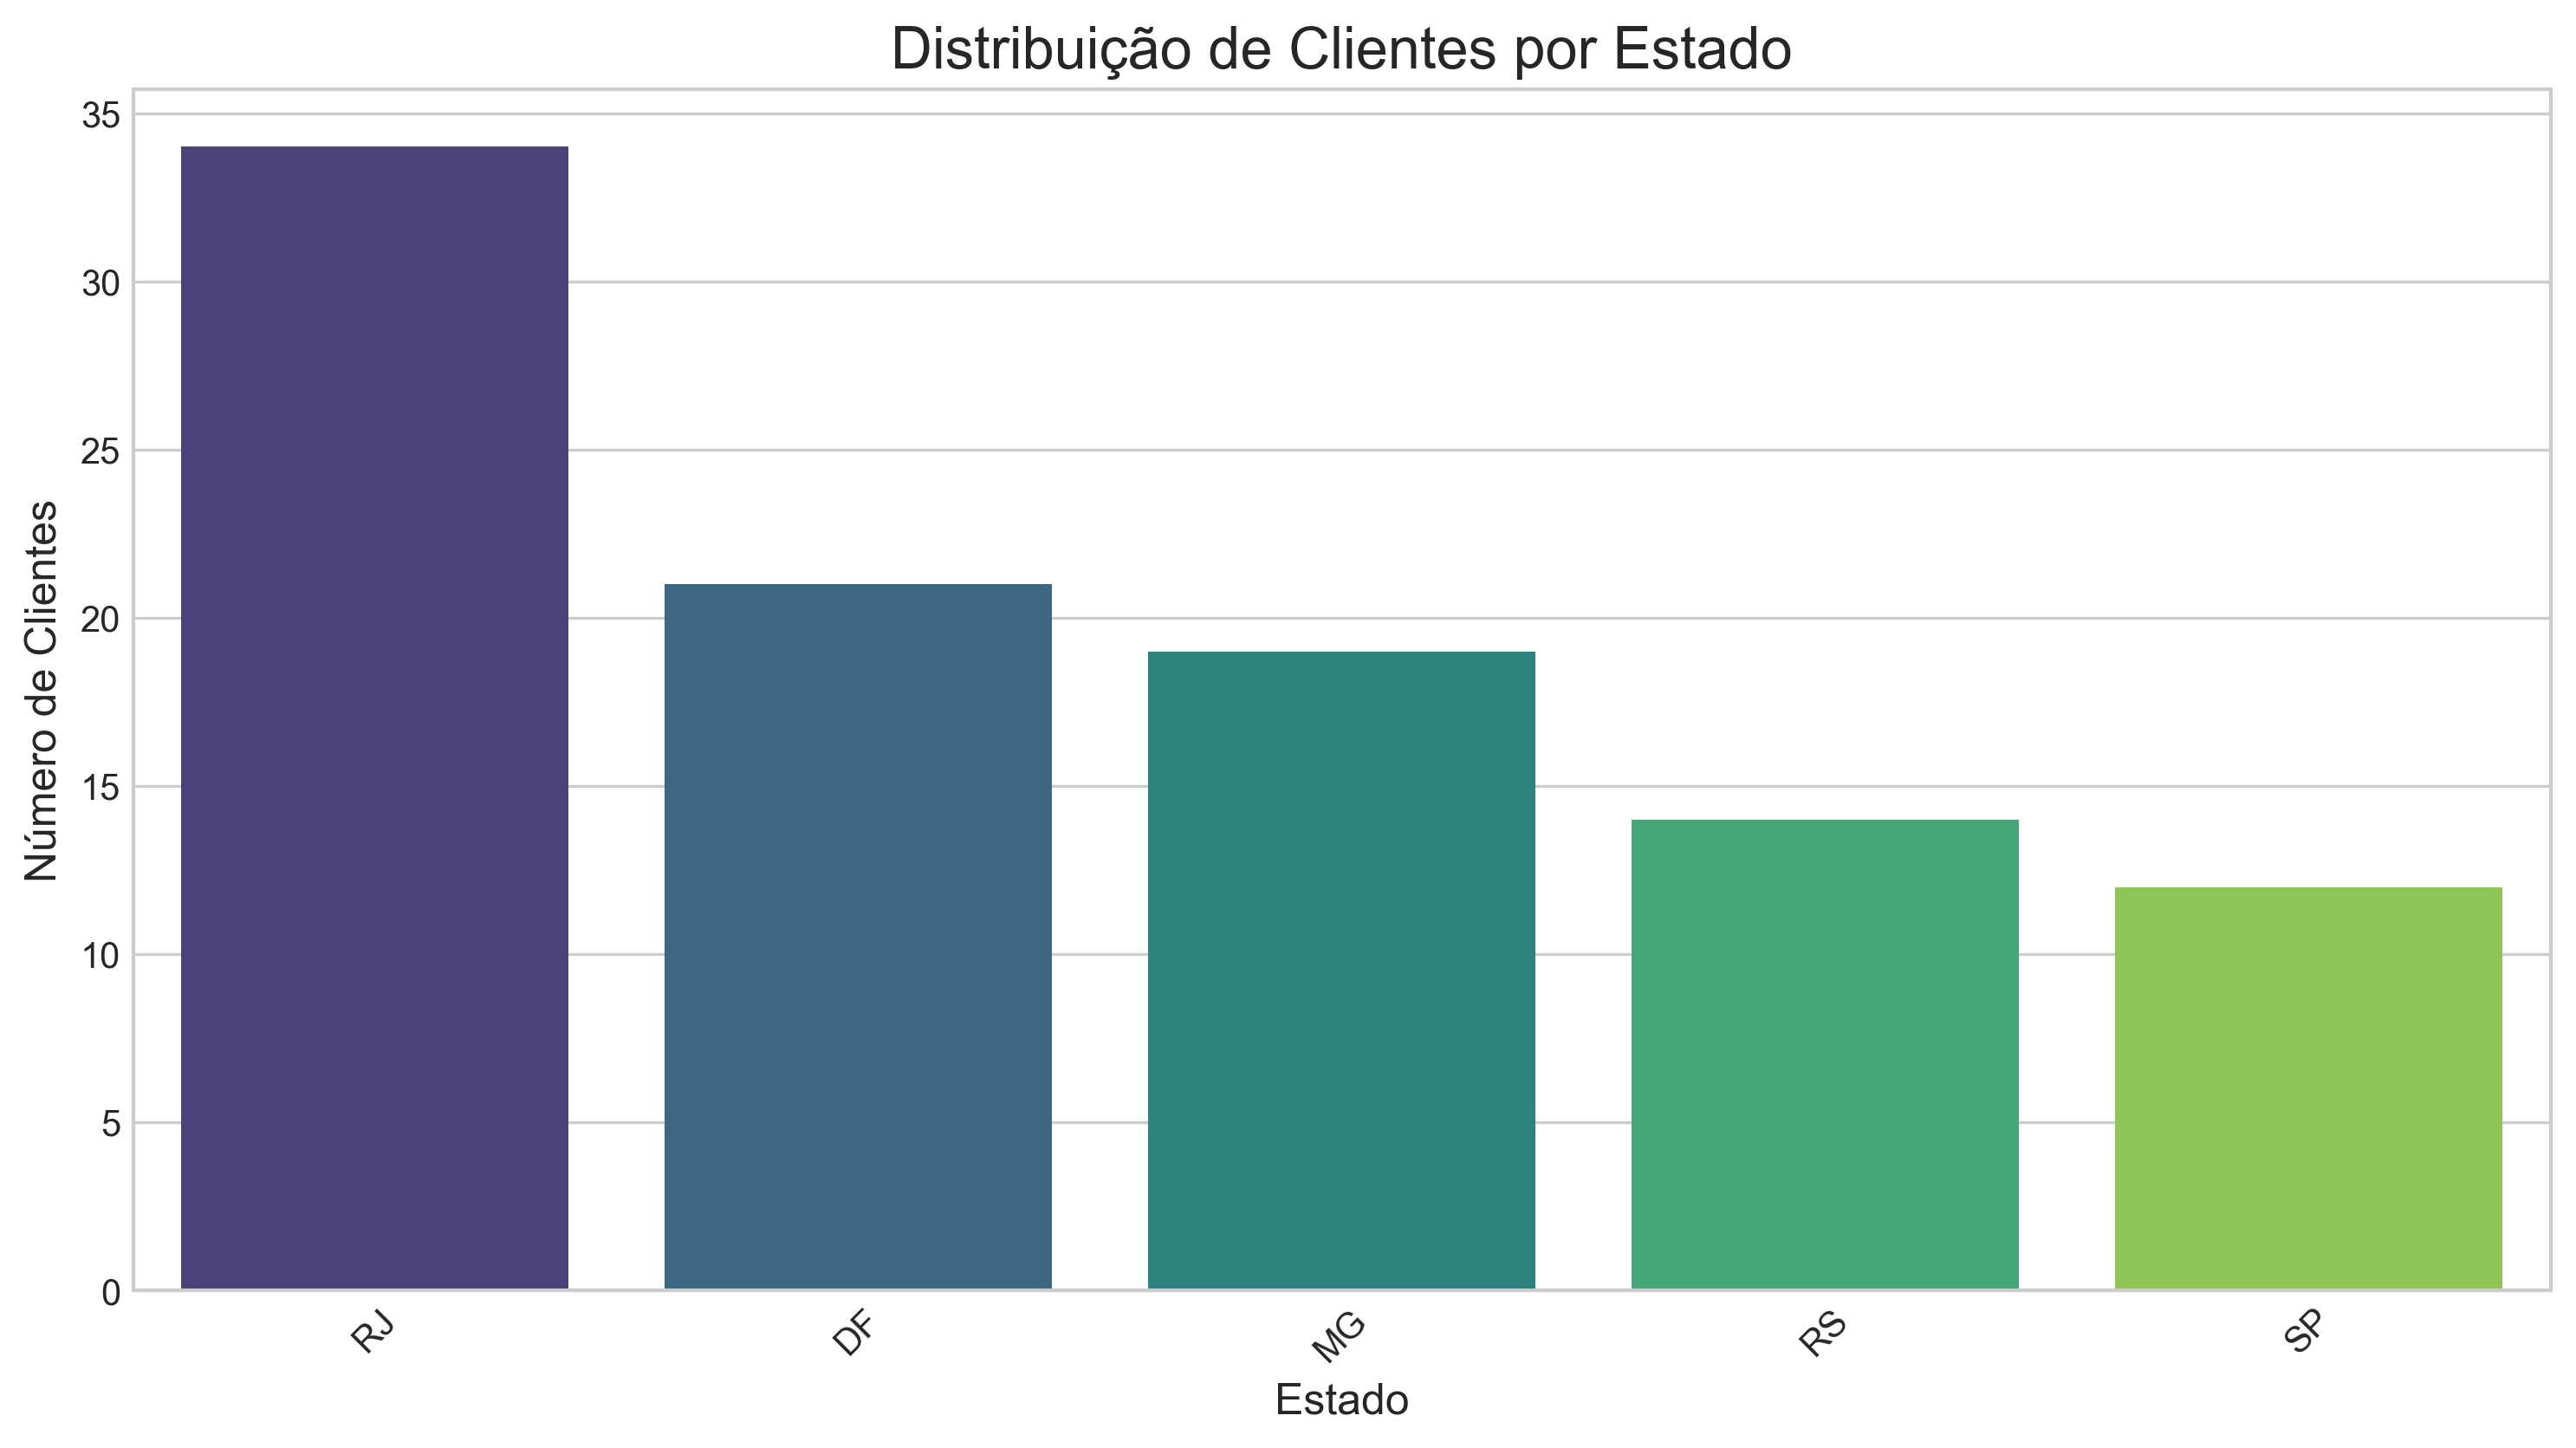 Distribuição de Clientes por Estado
35
30
25
20
15
10
5
0
Número de Clientes
RJ
DF
MG
RS
SP
Estado